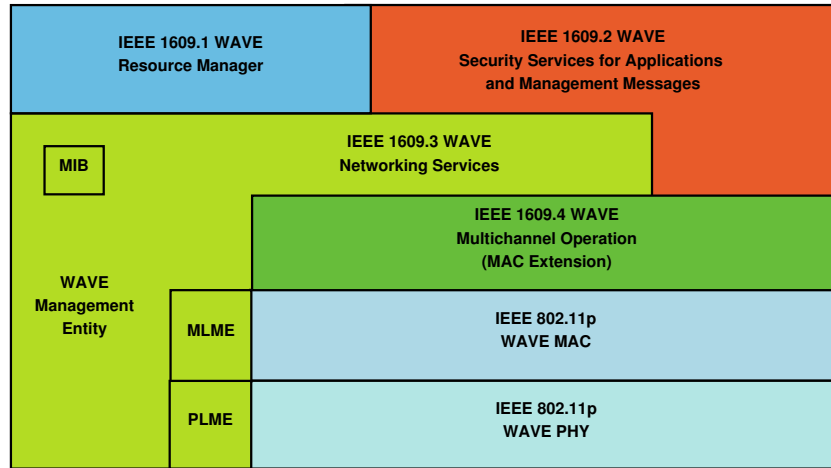 IEEE 1609.1 WAVE
Resource Manager
IEEE 1609.2 WAVE
Security Services for Applications
and Management Messages
IEEE 1609.3 WAVE
Networking Services
MIB
IEEE 1609.4 WAVE
Multichannel Operation
(MAC Extension)
WAVE
Management
Entity
MLME
IEEE 802.11p
WAVE MAC
PLME
IEEE 802.11p
WAVE PHY